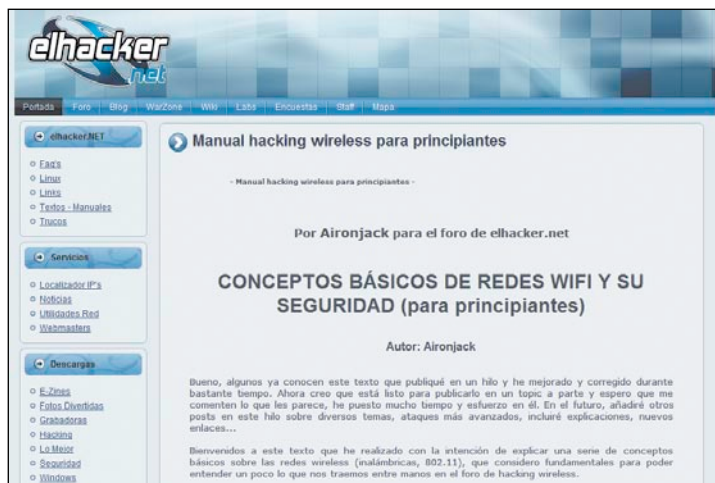 elhacker
.net
Portada Foro Blog WarZone Wiki Labs Encuestas Staff Mapa
elhacker.NET
Faq's
Linux
Links
Textos - Manuales
Trucos
Servicios
Localizador IP's
Noticias
Utilidades Red
Webmasters
Descargas
E-Zines
Fotos Divertidas
Grabadoras
Hacking
Lo Mejor
Seguridad
Windows
Manual hacking wireless para principiantes
- Manual hacking wireless para principiantes -
Por Aironjack para el foro de elhacker.net
CONCEPTOS BÁSICOS DE REDES WIFI Y SU
SEGURIDAD (para principiantes)
Autor: Aironjack
Bueno, algunos ya conocen este texto que publiqué en un hilo y he mejorado y corregido durante
bastante tiempo. Ahora creo que está listo para publicarlo en un topic a parte y espero que me
comenten lo que les parece, he puesto mucho tiempo y esfuerzo en él. En el futuro, añadiré otros
posts en este hilo sobre diversos temas, ataques más avanzados, incluiré explicaciones, nuevos
enlaces...
Bienvenidos a este texto que he realizado con la intención de explicar una serie de conceptos
básicos sobre las redes wireless (inalámbricas, 802.11), que considero fundamentales para poder
entender un poco lo que nos traemos entre manos en el foro de hacking wireless.